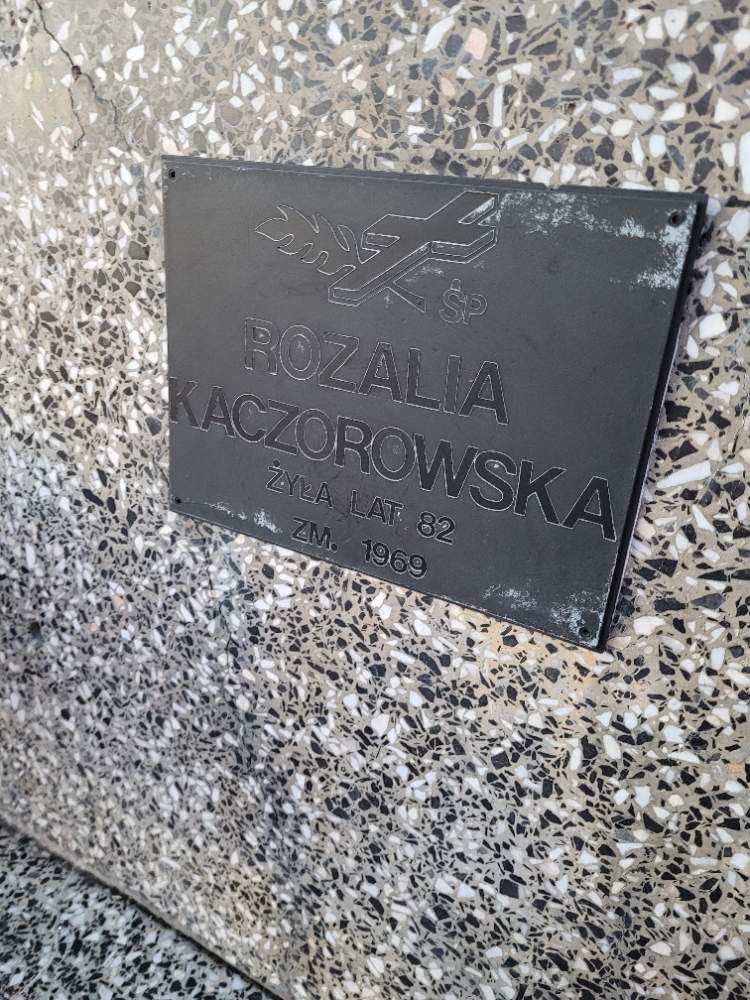 ŚP
ROZALIA
KACZOROWSKA
ŻYŁA LAT 82
ZM. 1969